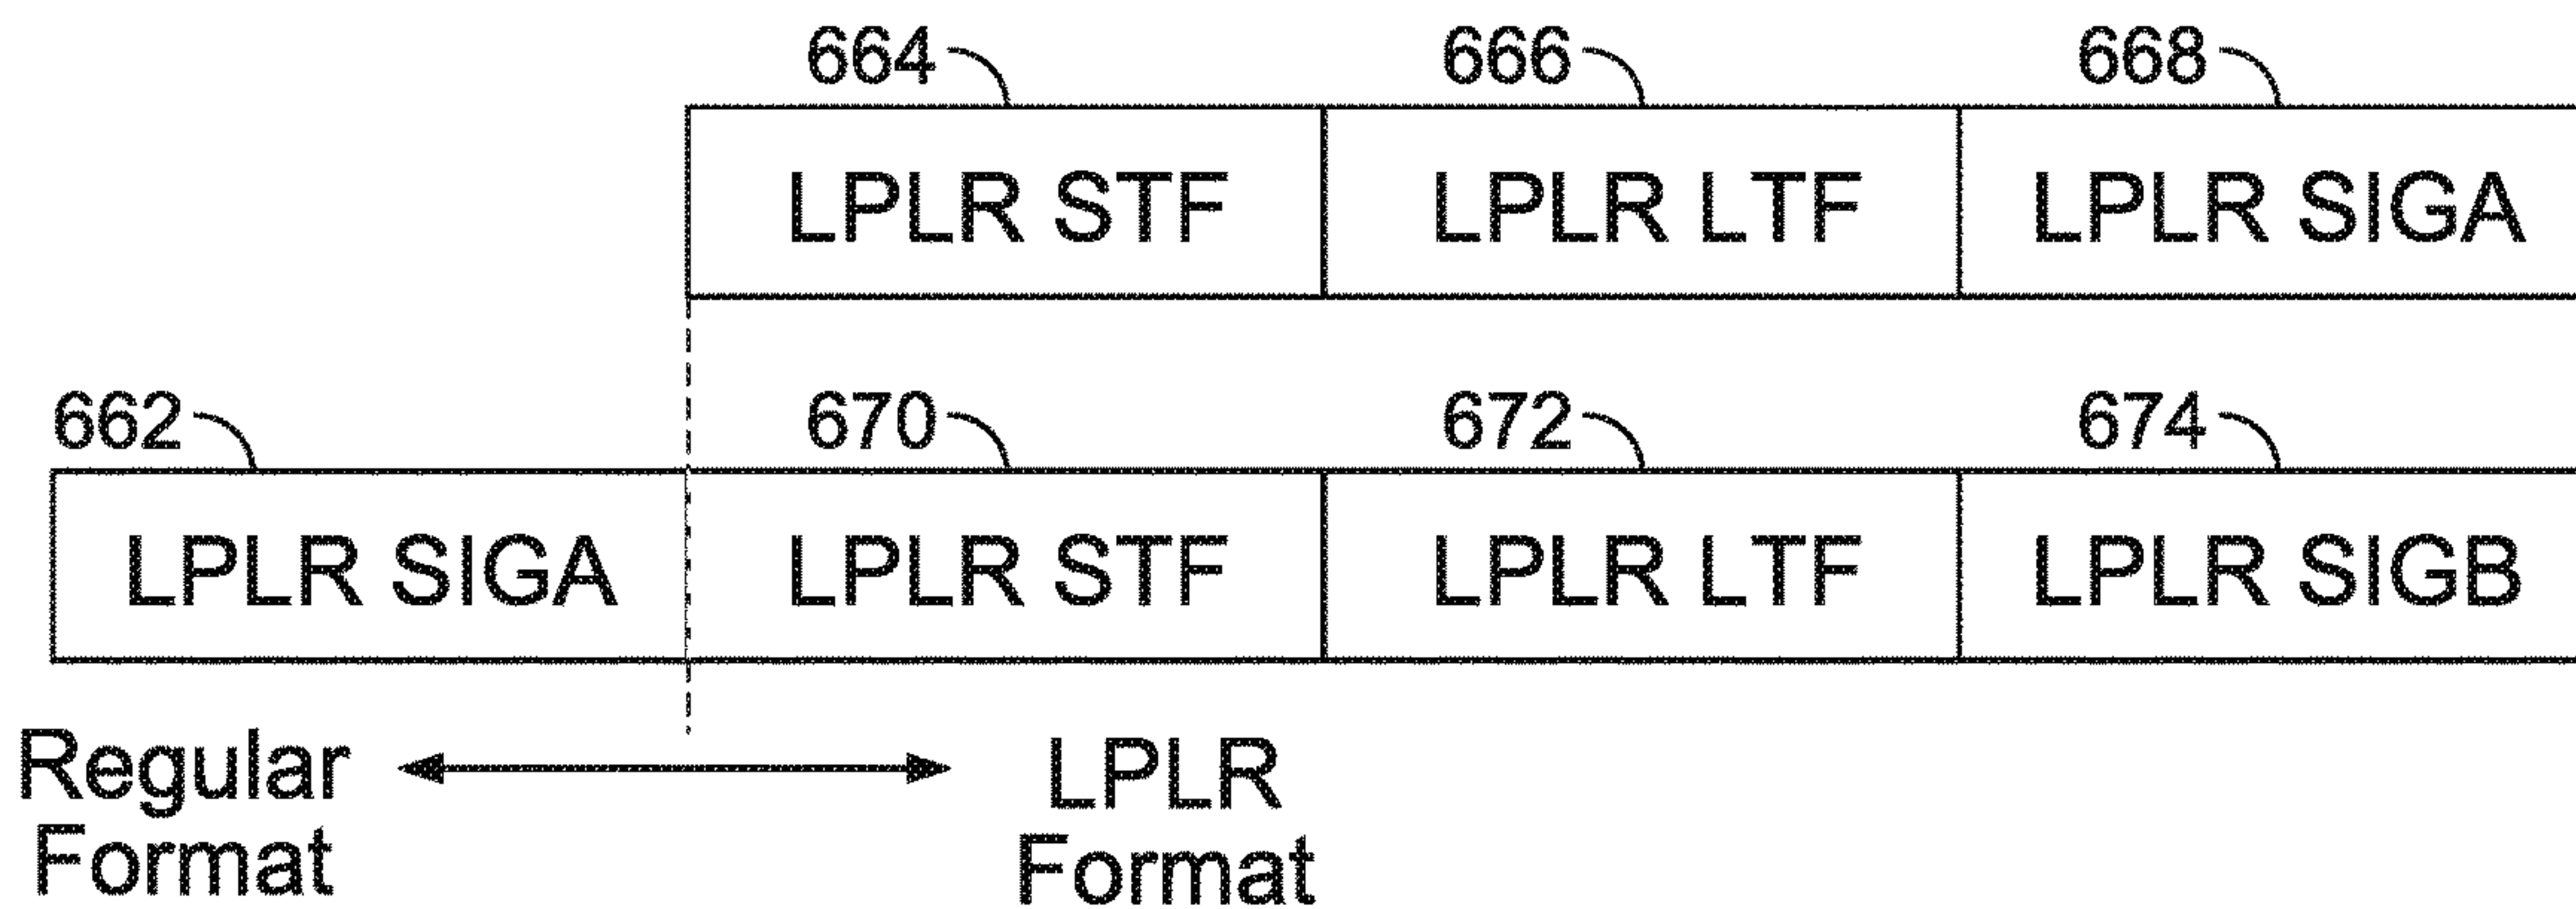 664 666 668
LPLR STF LPLR LTF LPLR SIGA
662 670 672 674
LPLR SIGA LPLR STF LPLR LTF LPLR SIGB
Regular
Format
LPLR
Format